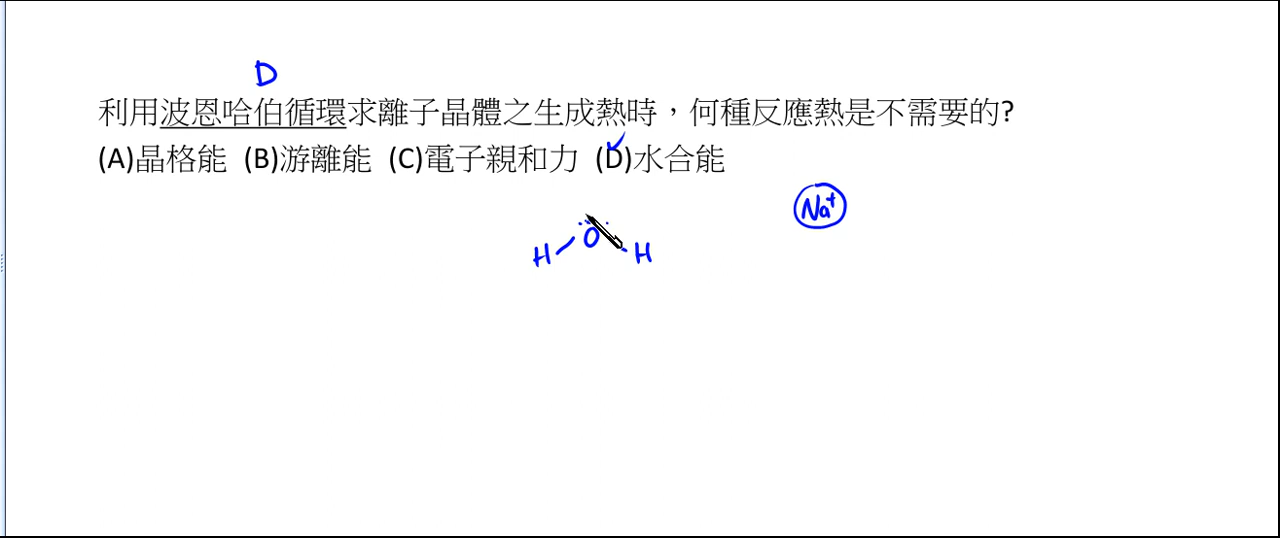 D
利用波恩哈伯循環求離子晶體之生成熱時，何種反應熱是不需要的?
(A)晶格能 (B)游離能 (C)電子親和力 (D)水合能
Na+
H O H